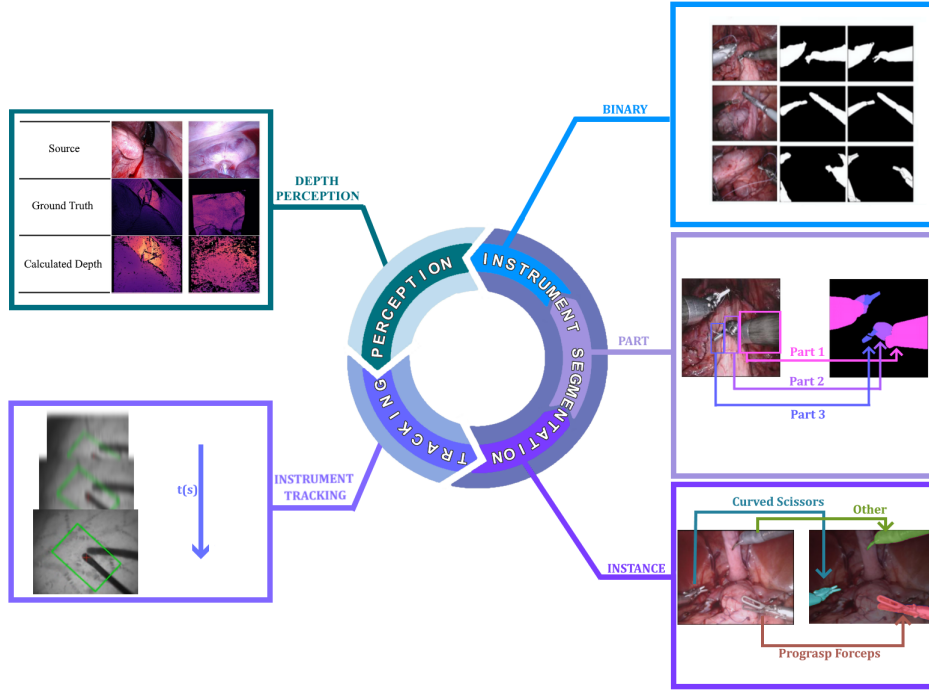 BINARY
Source
Ground Truth
Calculated Depth
DEPTH
PERCEPTION
PERCEPTION
INSTRUMENT SEGMENTATION
TRACKING
PART
Part 1
Part 2
Part 3
INSTRUMENT
TRACKING
t(s)
INSTANCE
Curved Scissors
Other
Prograsp Forceps